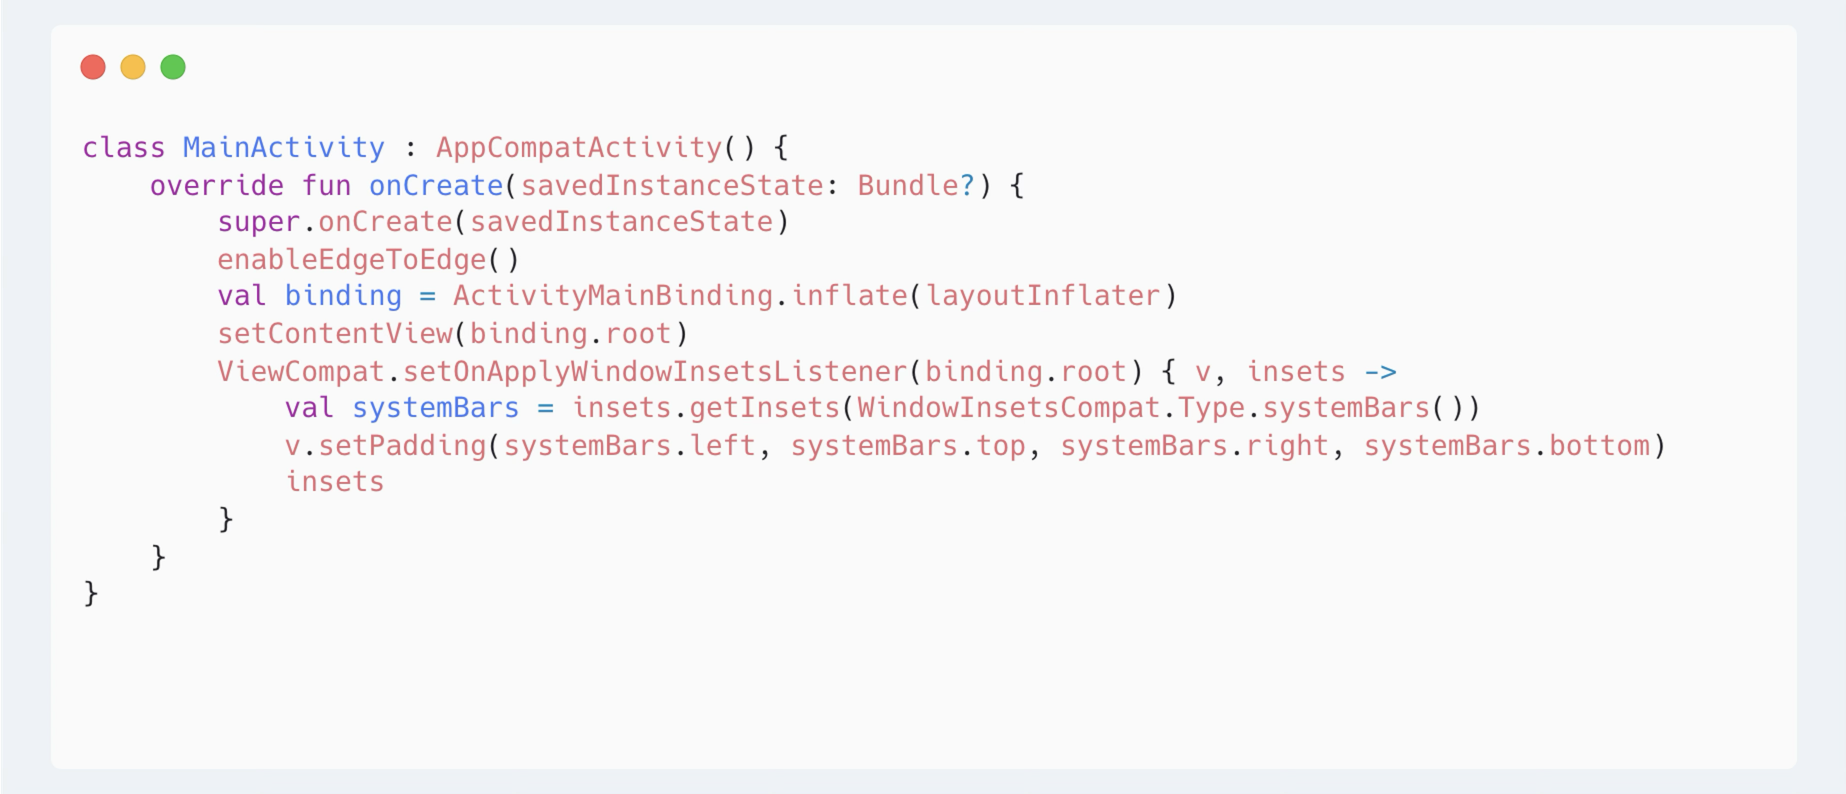 class MainActivity : AppCompatActivity() {
    override fun onCreate(savedInstanceState: Bundle?) {
        super.onCreate(savedInstanceState)
        enableEdgeToEdge()
        val binding = ActivityMainBinding.inflate(layoutInflater)
        setContentView(binding.root)
        ViewCompat.setOnApplyWindowInsetsListener(binding.root) { v, insets ->
            val systemBars = insets.getInsets(WindowInsetsCompat.Type.systemBars())
            v.setPadding(systemBars.left, systemBars.top, systemBars.right, systemBars.bottom)
            insets
        }
    }
}